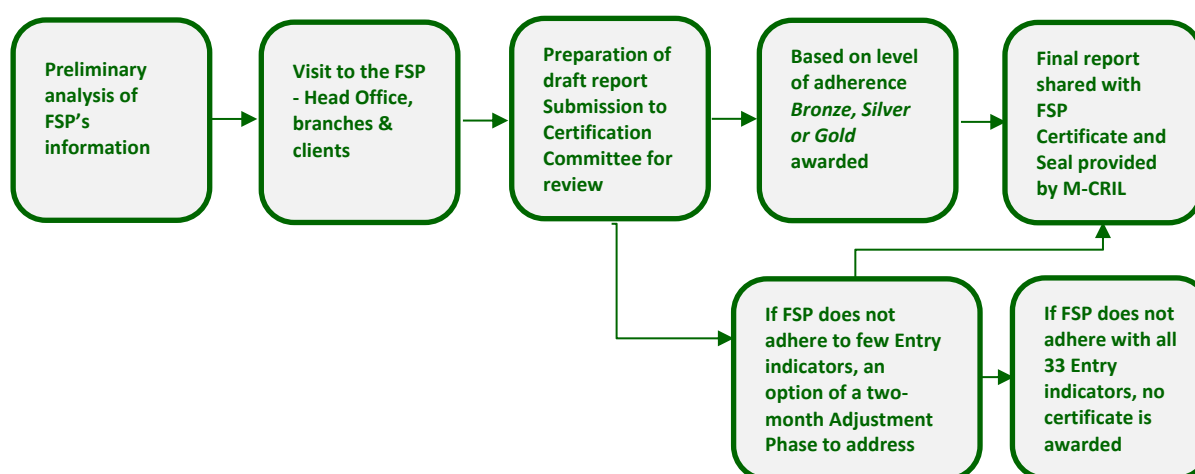 Preliminary
analysis of
FSP's
information
Visit to the FSP
- Head Office,
branches &
clients
Preparation of
draft report
Submission to
Certification
Committee for
review
Based on level
of adherence
Bronze, Silver
or Gold
awarded
Final report
shared with
FSP
Certificate and
Seal provided
by M-CRIL
If FSP does not
adhere to few Entry
indicators, an
option of a two-
month Adjustment
Phase to address
If FSP does not
adhere with all
33 Entry
indicators, no
certificate is
awarded